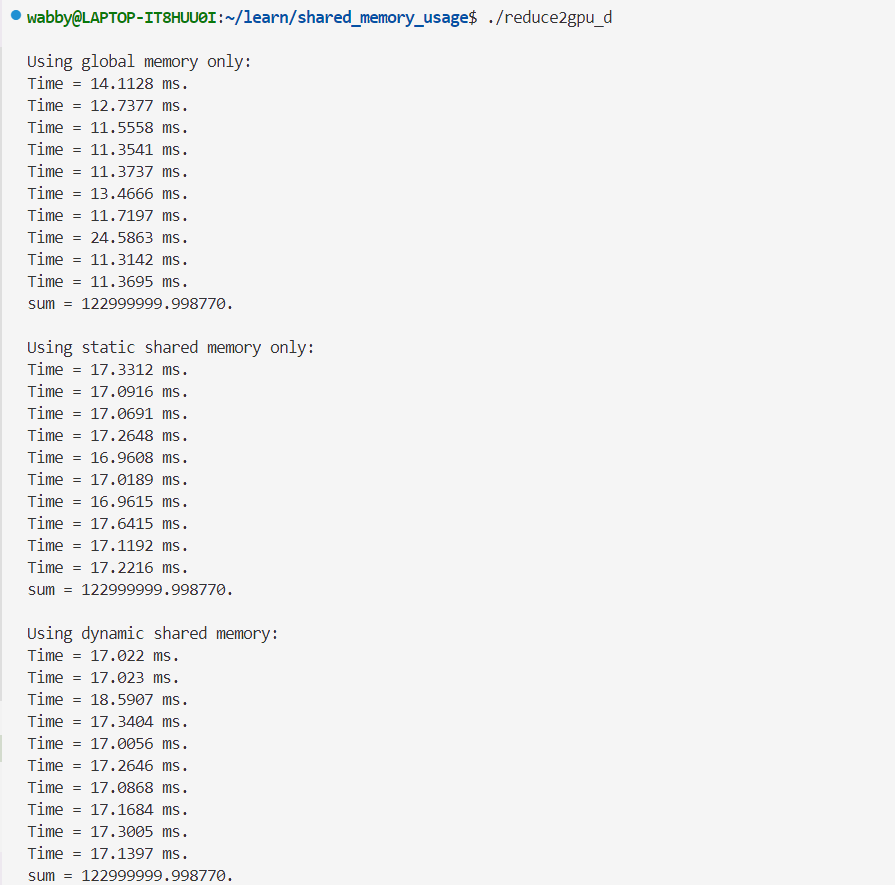 wabby@LAPTOP-IT8HUU0I:~/learn/shared_memory_usage$ ./reduce2gpu_d
Using global memory only:
Time = 14.1128 ms.
Time = 12.7377 ms.
Time = 11.5558 ms.
Time = 11.3541 ms.
Time = 11.3737 ms.
Time = 13.4666 ms.
Time = 11.7197 ms.
Time = 24.5863 ms.
Time = 11.3142 ms.
Time = 11.3695 ms.
sum = 122999999.998770.
Using static shared memory only:
Time = 17.3312 ms.
Time = 17.0916 ms.
Time = 17.0691 ms.
Time = 17.2648 ms.
Time = 16.9608 ms.
Time = 17.0189 ms.
Time = 16.9615 ms.
Time = 17.6415 ms.
Time = 17.1192 ms.
Time = 17.2216 ms.
sum = 122999999.998770.
Using dynamic shared memory:
Time = 17.022 ms.
Time = 17.023 ms.
Time = 18.5907 ms.
Time = 17.3404 ms.
Time = 17.0056 ms.
Time = 17.2646 ms.
Time = 17.0868 ms.
Time = 17.1684 ms.
Time = 17.3005 ms.
Time = 17.1397 ms.
sum = 122999999.998770.